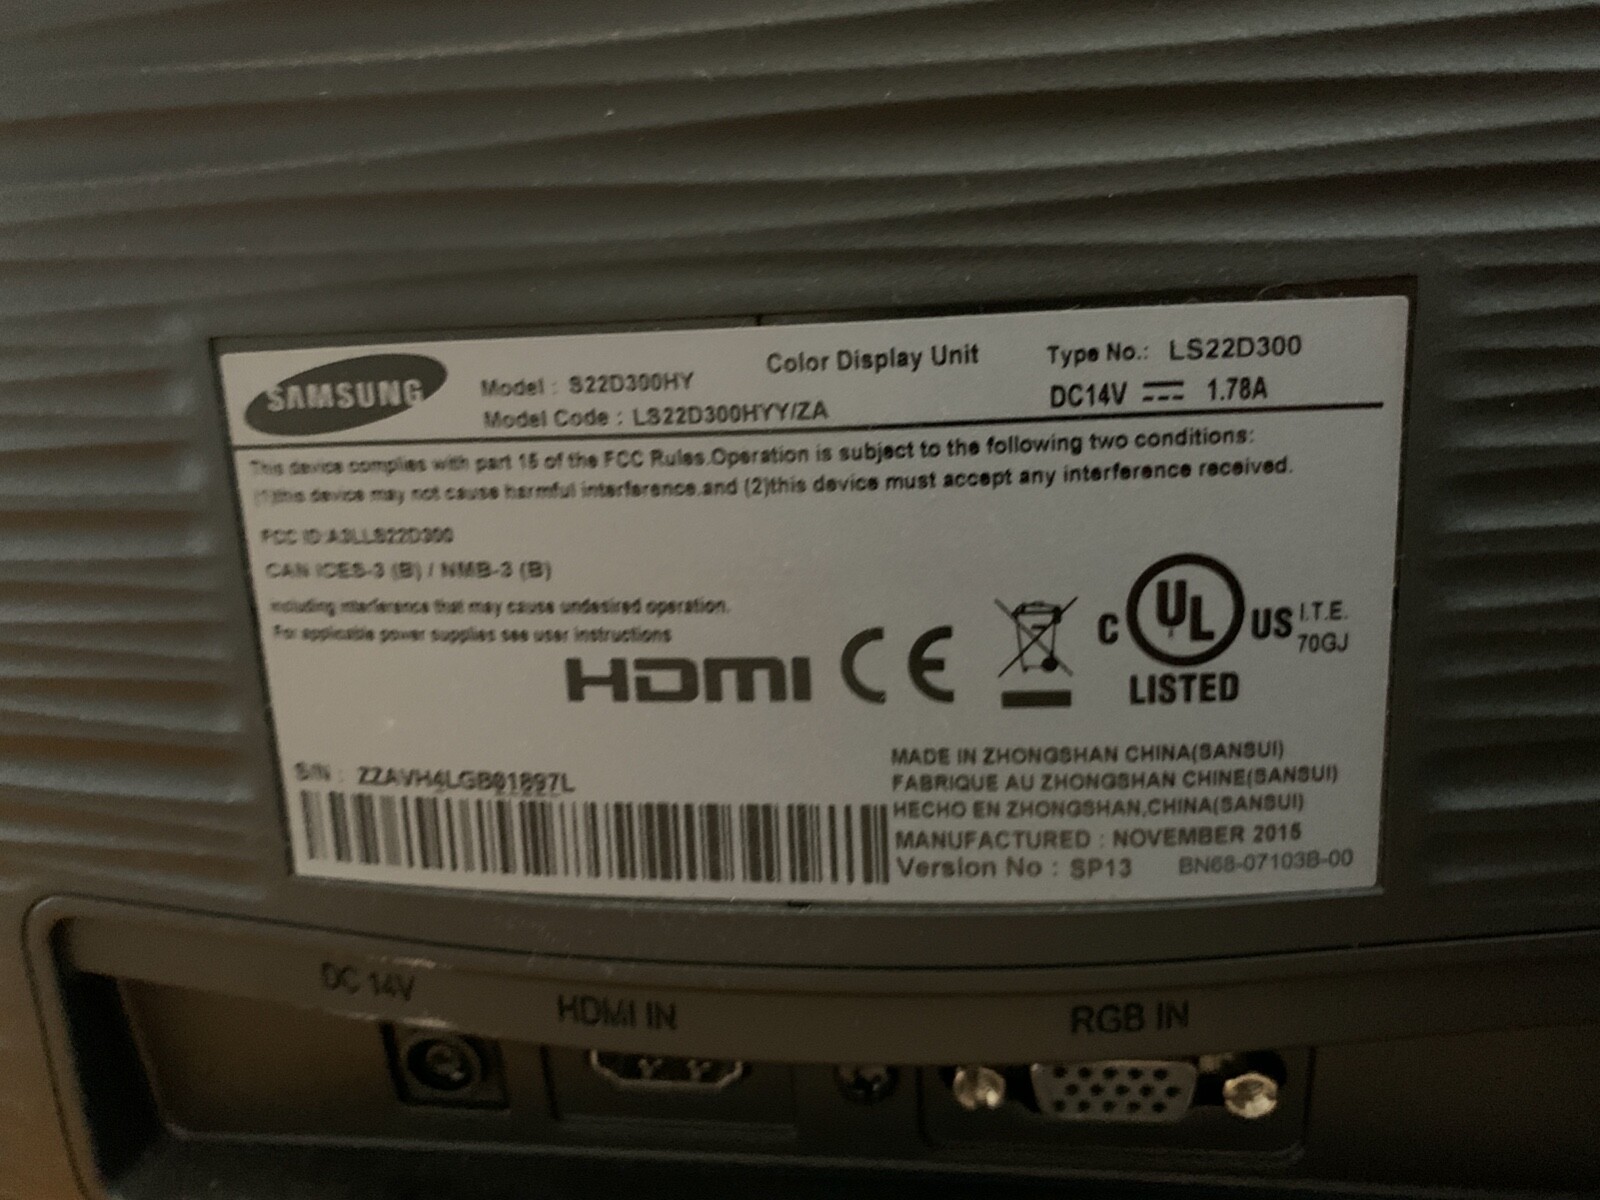 SAMSUNG
Model : S22D300HY
Color Display Unit
Type No.: LS22D300
Model Code : LS22D300HYY/ZA
DC14V 1.78A
This device complies with part 15 of the FCC Rules.Operation is subject to the following two conditions:
(1)this device may not cause harmful interference,and (2)this device must accept any interference received.
FCC ID:A3LLS22D300
CAN ICES-3 (B) / NMB-3 (B)
including interference that may cause undesired operation.
For applicable power supplies see user instructions
HDMI CE
C UL US I.T.E.
70GJ
LISTED
S/N : ZZAVH4LGB01897L
MADE IN ZHONGSHAN CHINA(SANSUI)
FABRIQUE AU ZHONGSHAN CHINE(SANSUI)
HECHO EN ZHONGSHAN,CHINA(SANSUI)
MANUFACTURED : NOVEMBER 2015
Version No : SP13 BN68-07103B-00
DC 14V
HDMI IN
RGB IN